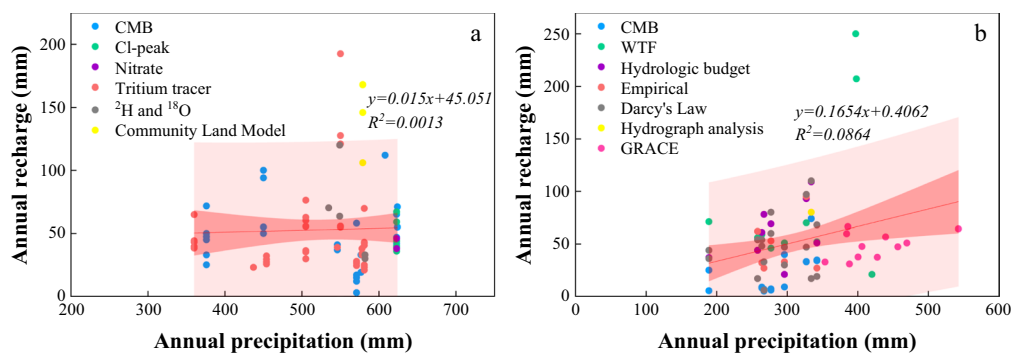 a
CMB
Cl-peak
Nitrate
Tritium tracer
²H and ¹⁸O
Community Land Model
y=0.015x+45.051
R²=0.0013
Annual recharge (mm)
200
150
100
50
0
200 300 400 500 600 700
Annual precipitation (mm)
b
CMB
WTF
Hydrologic budget
Empirical
Darcy's Law
Hydrograph analysis
GRACE
y=0.1654x+0.4062
R²=0.0864
Annual recharge (mm)
250
200
150
100
50
0
0 100 200 300 400 500 600
Annual precipitation (mm)